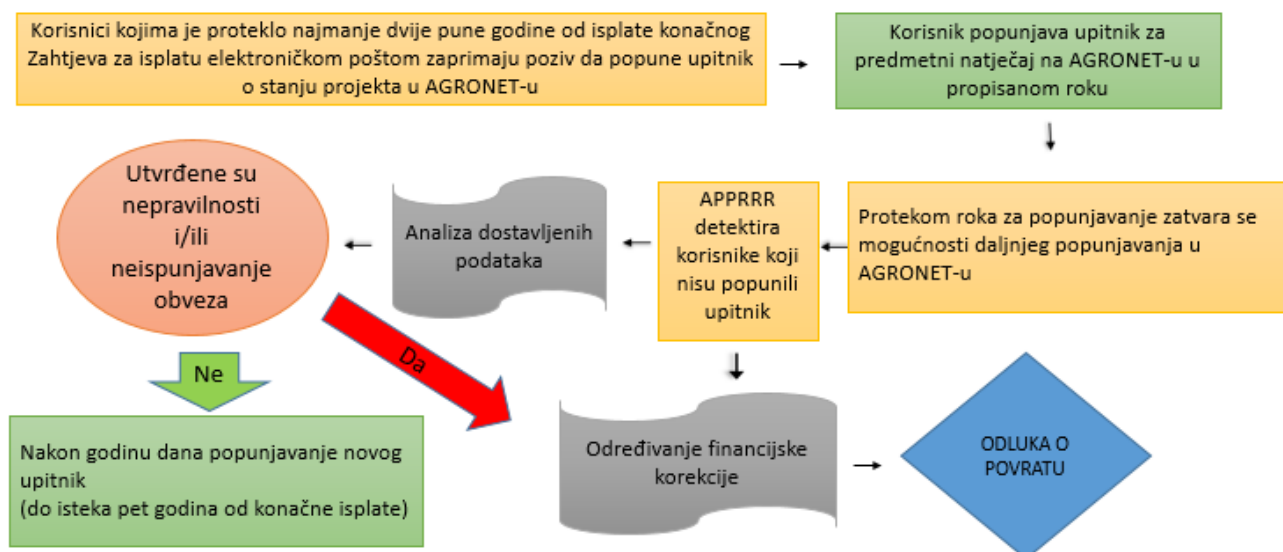 Korisnici kojima je proteklo najmanje dvije pune godine od isplate konačnog
Zahtjeva za isplatu elektroničkom poštom zaprimaju poziv da popune upitnik
o stanju projekta u AGRONET-u
Korisnik popunjava upitnik za
predmetni natječaj na AGRONET-u u
propisanom roku
Protekom roka za popunjavanje zatvara se
mogućnosti daljnjeg popunjavanja u
AGRONET-u
APPRRR
detektira
korisnike koji
nisu popunili
upitnik
Analiza dostavljenih
podataka
Utvrđene su
nepravilnosti
i/ili
neispunjavanje
obveza
Da
Ne
Nakon godinu dana popunjavanje novog
upitnik
(do isteka pet godina od konačne isplate)
Određivanje financijske
korekcije
ODLUKA O
POVRATU